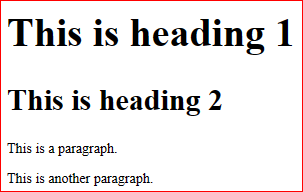 This is heading 1
This is heading 2
This is a paragraph.
This is another paragraph.